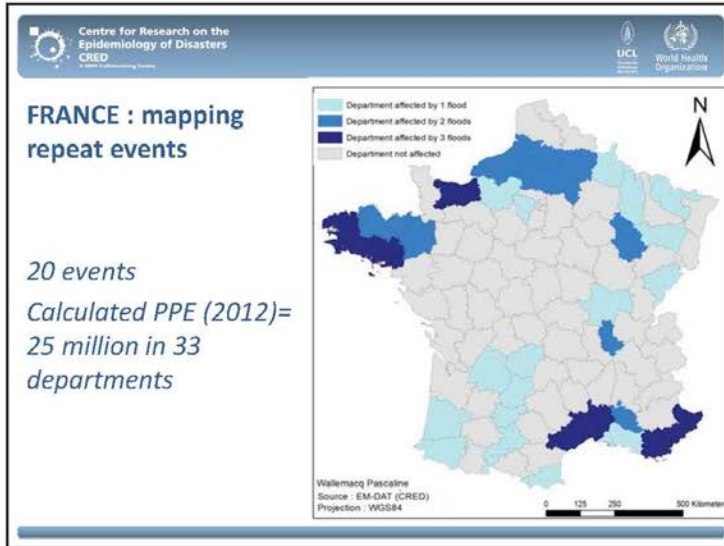 Centre for Research on the
Epidemiology of Disasters
CRED
UCL
World Health
Organization
FRANCE : mapping
repeat events
20 events
Calculated PPE (2012)=
25 million in 33
departments
Department affected by 1 flood
Department affected by 2 floods
Department affected by 3 floods
Department not affected
N
Wallemacq Pascaline
Source : EM-DAT (CRED)
Projection : WGS84
0 125 250 500 Kilometer